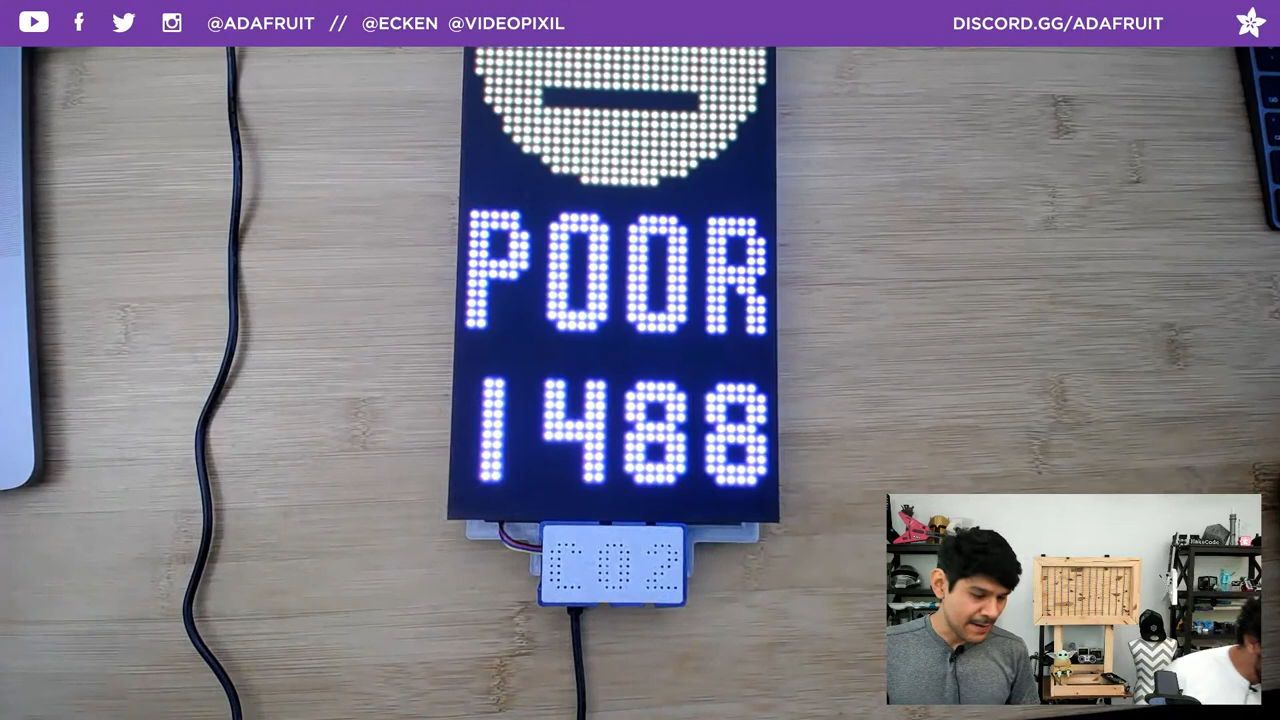 @ADAFRUIT // @ECKEN @VIDEOPIXIL
DISCORD.GG/ADAFRUIT
POOR
1488
CO2